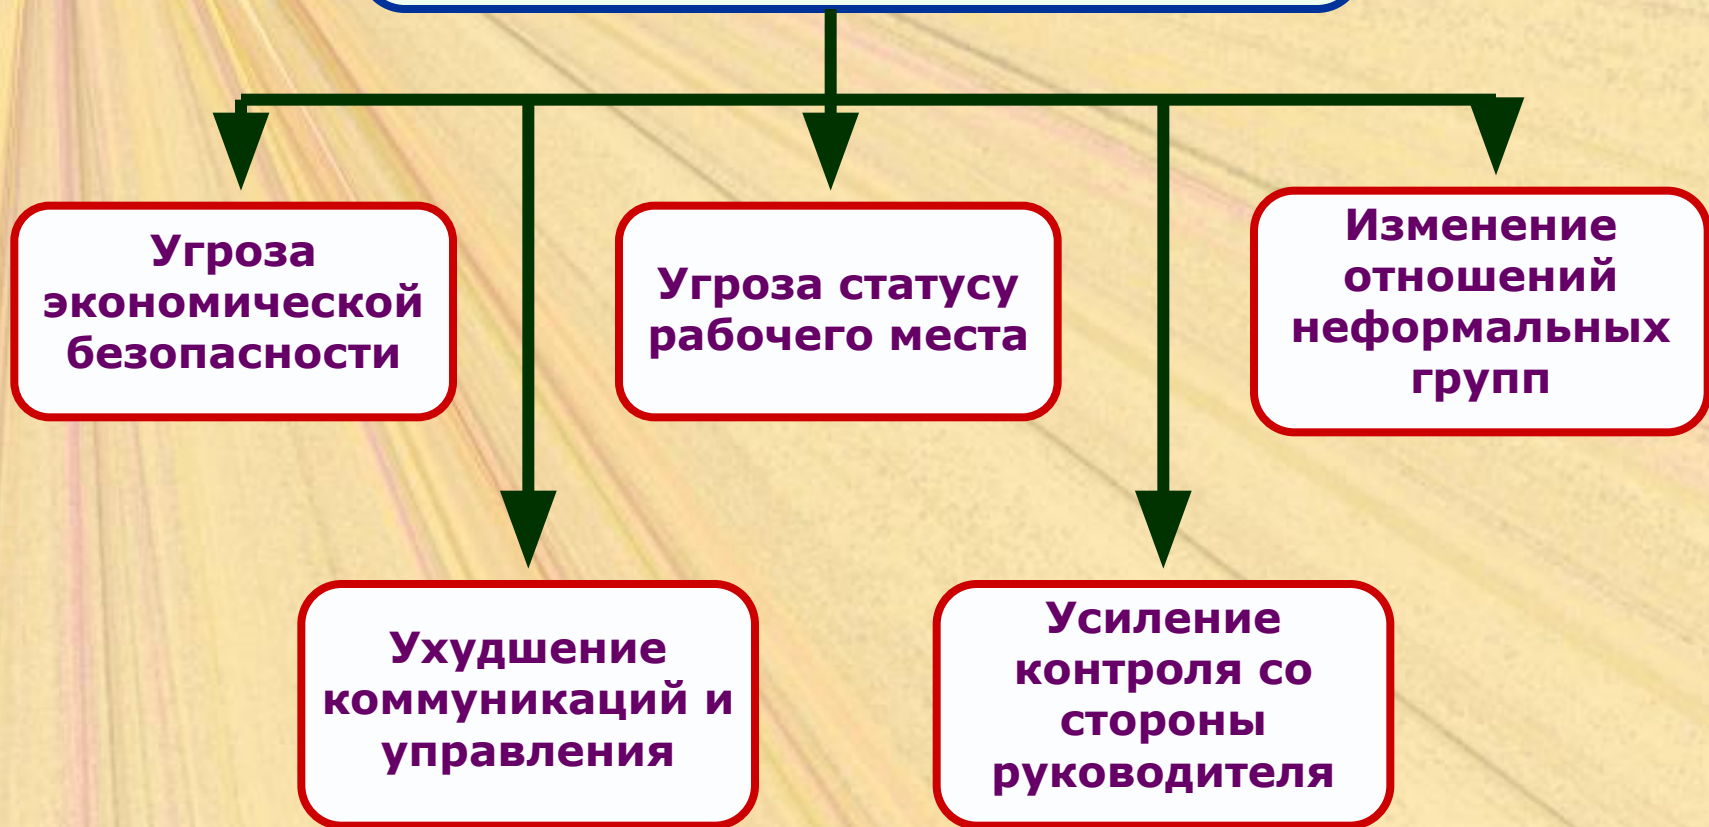 Угроза
экономической
безопасности
Угроза статусу
рабочего места
Изменение
отношений
неформальных
групп
Ухудшение
коммуникаций и
управления
Усиление
контроля со
стороны
руководителя